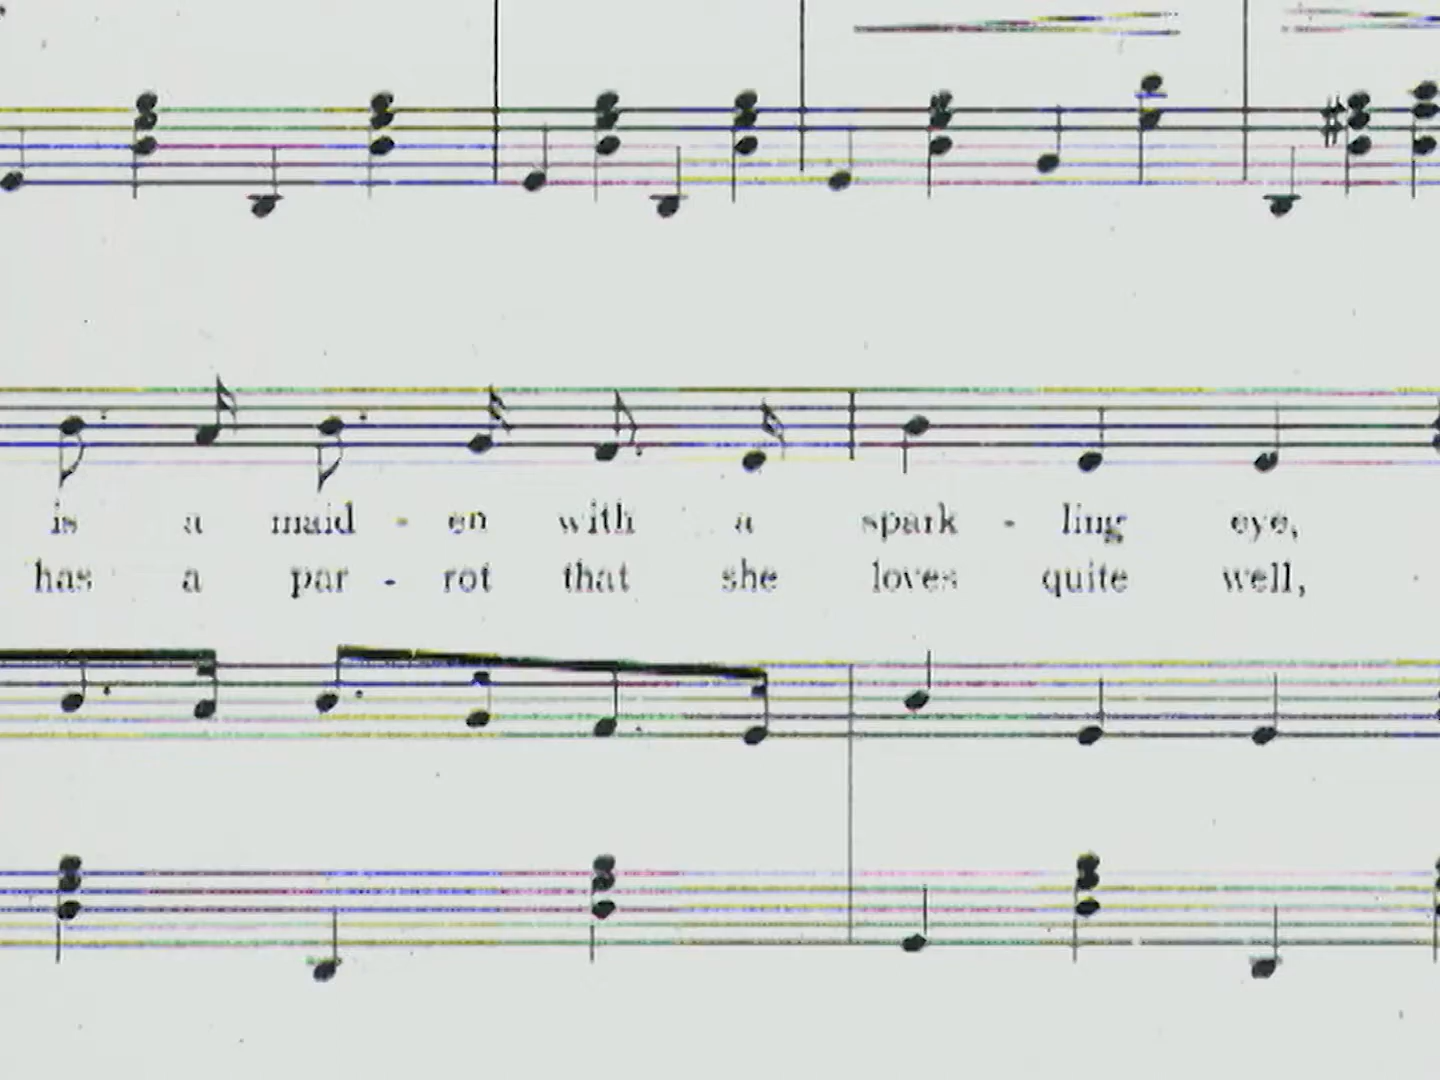 is a maid - en with a spark - ling eye,
has a par - rot that she loves quite well,